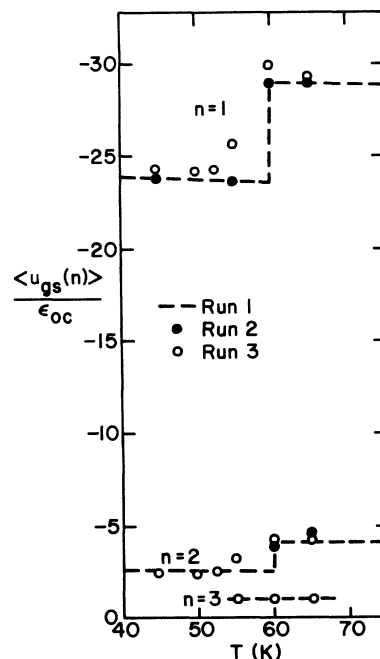 -30
n=1
-25
-20
<u_gs(n)>
ε_oc
Run 1
Run 2
Run 3
-15
-10
-5
n=2
n=3
0
40 50 60 70
T (K)